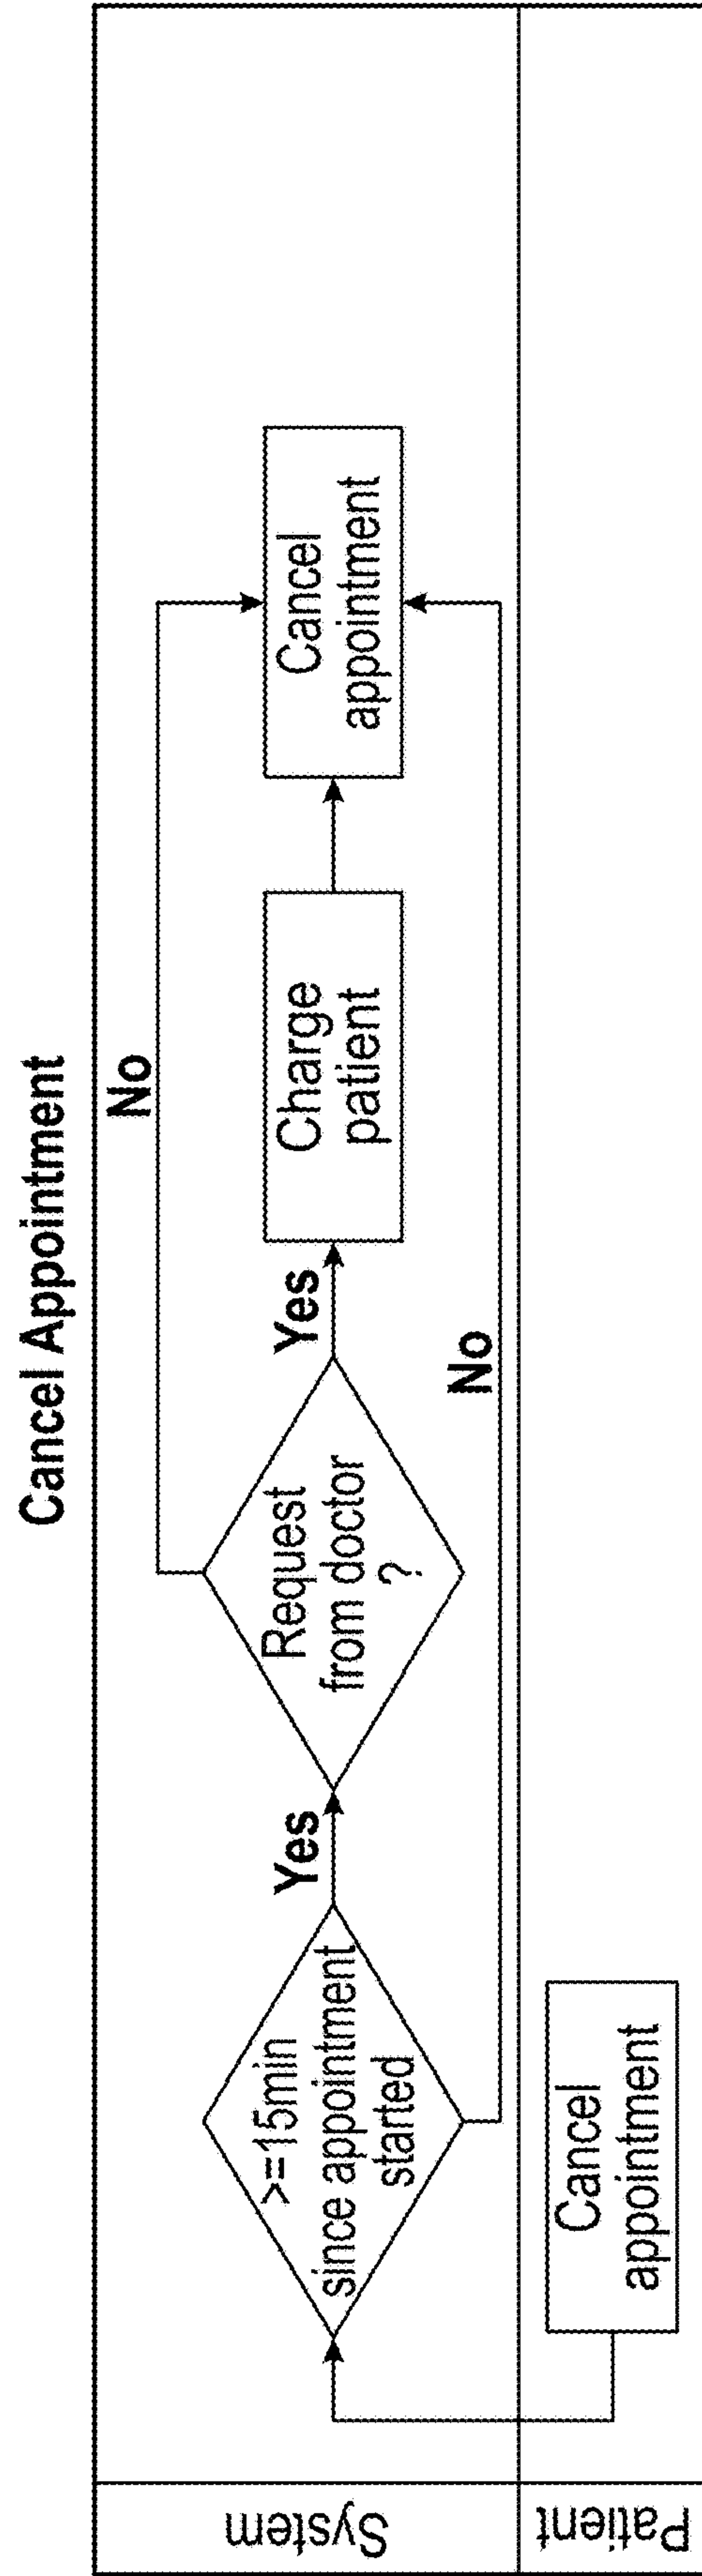 Cancel Appointment
System
>=15min
since appointment
started
Yes
Request
from doctor
?
Yes
No
Charge
patient
No
Cancel
appointment
Patient
Cancel
appointment